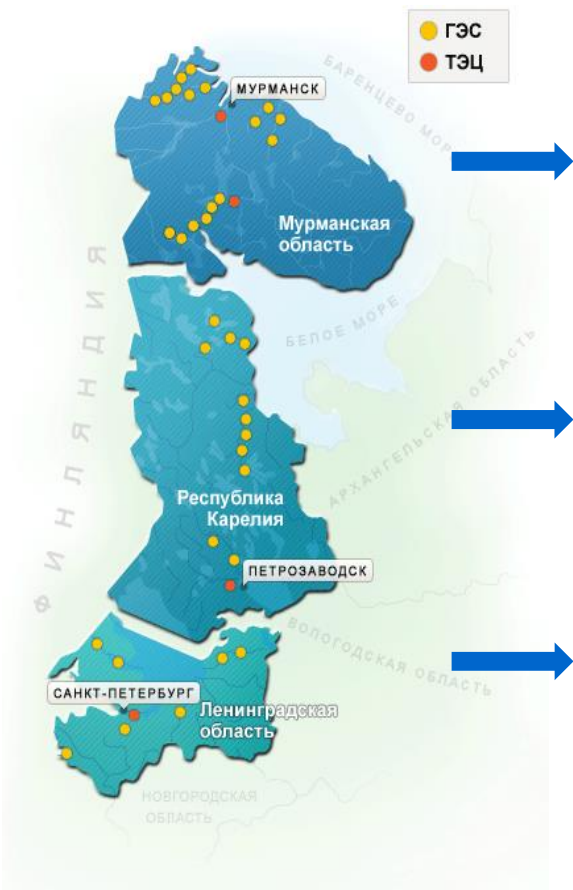 ГЭС
ТЭЦ
БАРЕНЦЕВО МОРЕ
МУРМАНСК
Мурманская
область
ФИНЛЯНДИЯ
БЕЛОЕ МОРЕ
АРХАНГЕЛЬСКАЯ ОБЛАСТЬ
Республика
Карелия
ПЕТРОЗАВОДСК
ВОЛОГОДСКАЯ ОБЛАСТЬ
САНКТ-ПЕТЕРБУРГ
Ленинградская
область
НОВГОРОДСКАЯ
ОБЛАСТЬ